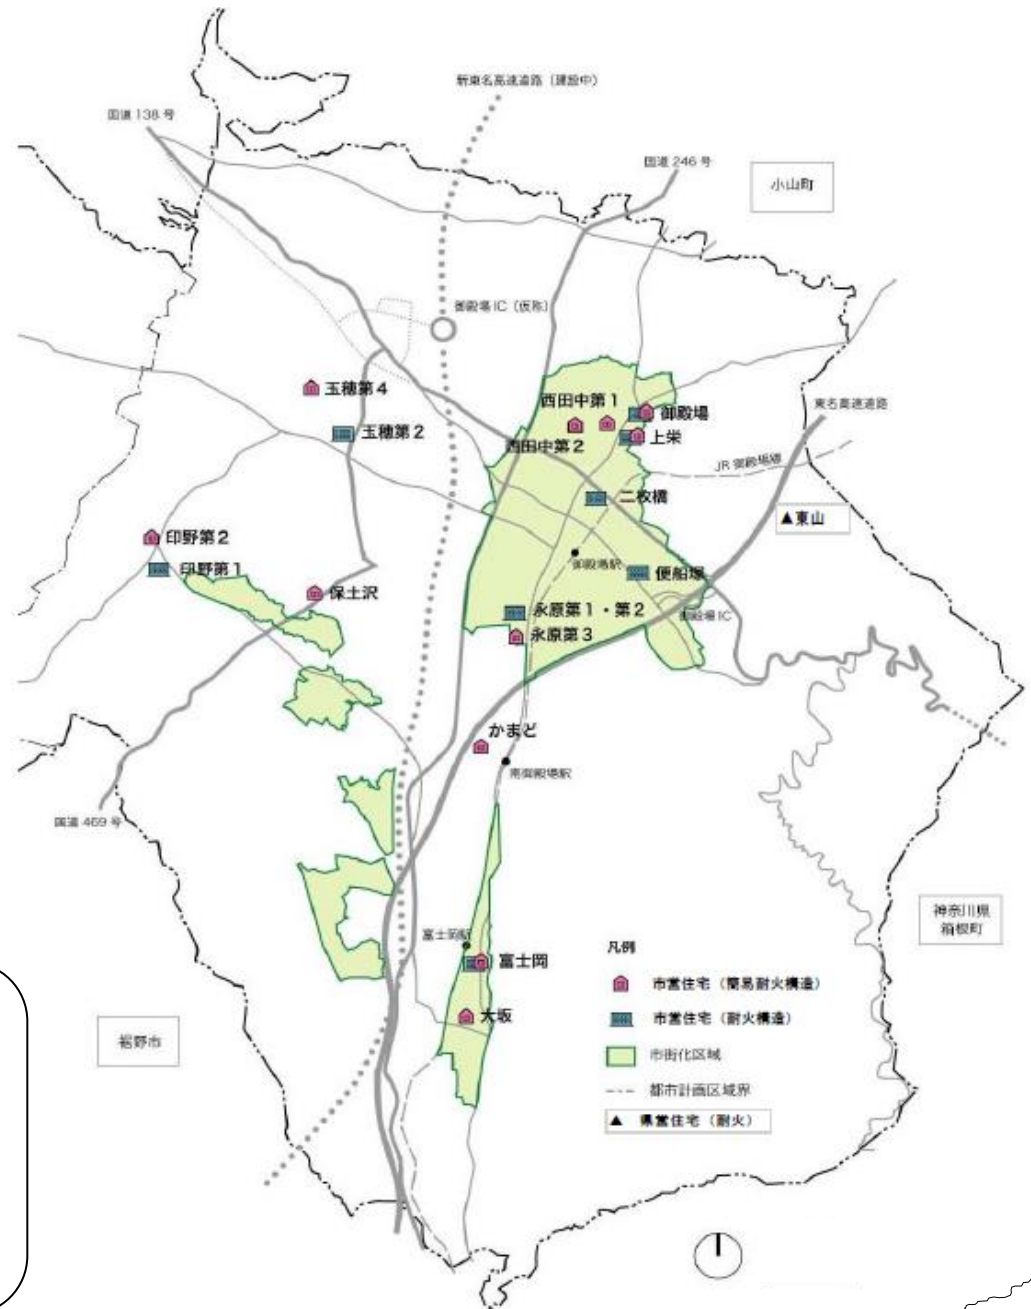 新東名高速道路（建設中）
国道138号
国道246号
小山町
御殿場IC（仮称）
玉穂第４
玉穂第２
西田中第１
西田中第２
御殿場
上栄
東名高速道路
JR御殿場線
二枚橋
▲東山
印野第２
印野第１
保土沢
御殿場駅
便船塚
永原第１・第２
永原第３
御殿場IC
かまど
南御殿場駅
国道469号
神奈川県
箱根町
富士岡駅
富士岡
大坂
裾野市
凡例
市営住宅（簡易耐火構造）
市営住宅（耐火構造）
市街化区域
都市計画区域界
▲ 県営住宅（耐火）